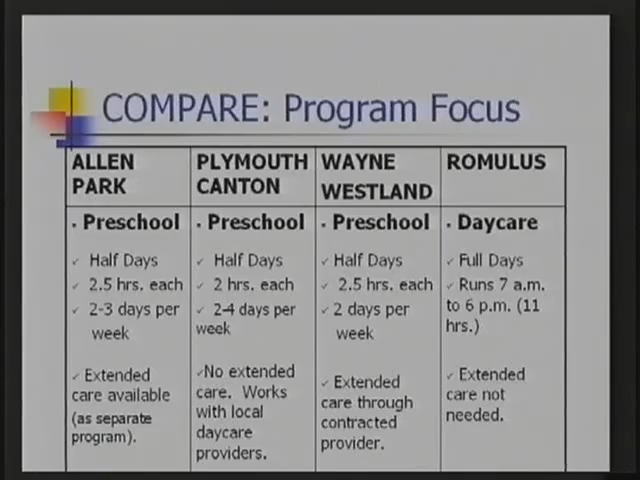 COMPARE: Program Focus
ALLEN
PARK
PLYMOUTH
CANTON
WAYNE
WESTLAND
ROMULUS
· Preschool
✓ Half Days
✓ 2.5 hrs. each
✓ 2-3 days per
week
✓ Extended
care available
(as separate
program).
· Preschool
✓ Half Days
✓ 2 hrs. each
✓ 2-4 days per
week
✓No extended
care. Works
with local
daycare
providers.
· Preschool
✓ Half Days
✓ 2.5 hrs. each
✓ 2 days per
week
✓ Extended
care through
contracted
provider.
· Daycare
✓ Full Days
✓ Runs 7 a.m.
to 6 p.m. (11
hrs.)
✓ Extended
care not
needed.